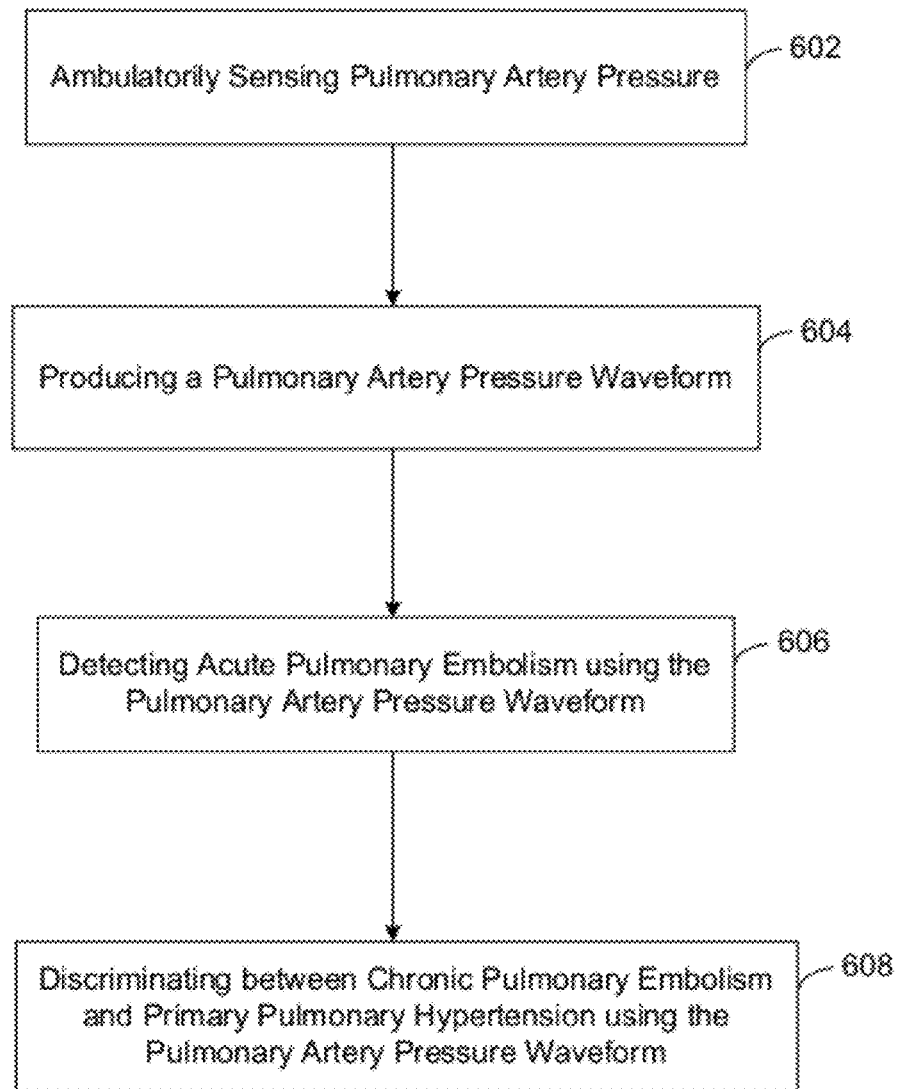 Ambulatorily Sensing Pulmonary Artery Pressure
602
Producing a Pulmonary Artery Pressure Waveform
604
Detecting Acute Pulmonary Embolism using the
Pulmonary Artery Pressure Waveform
606
Discriminating between Chronic Pulmonary Embolism
and Primary Pulmonary Hypertension using the
Pulmonary Artery Pressure Waveform
608